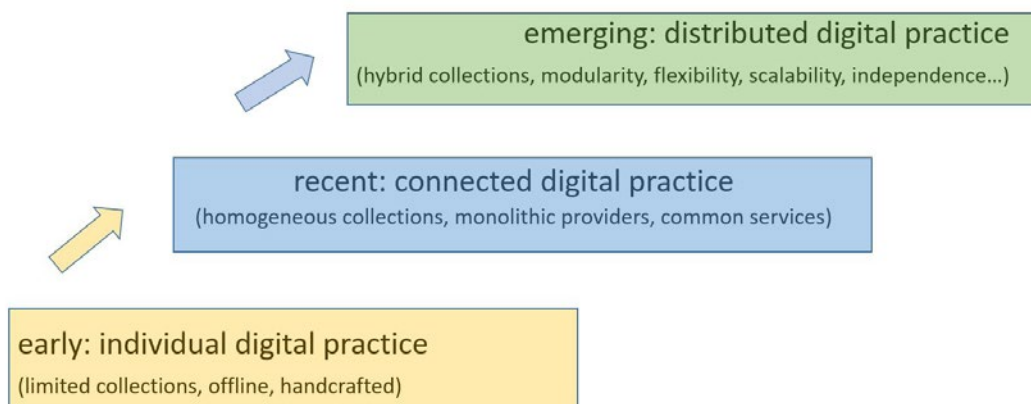 emerging: distributed digital practice
(hybrid collections, modularity, flexibility, scalability, independence…)
recent: connected digital practice
(homogeneous collections, monolithic providers, common services)
early: individual digital practice
(limited collections, offline, handcrafted)